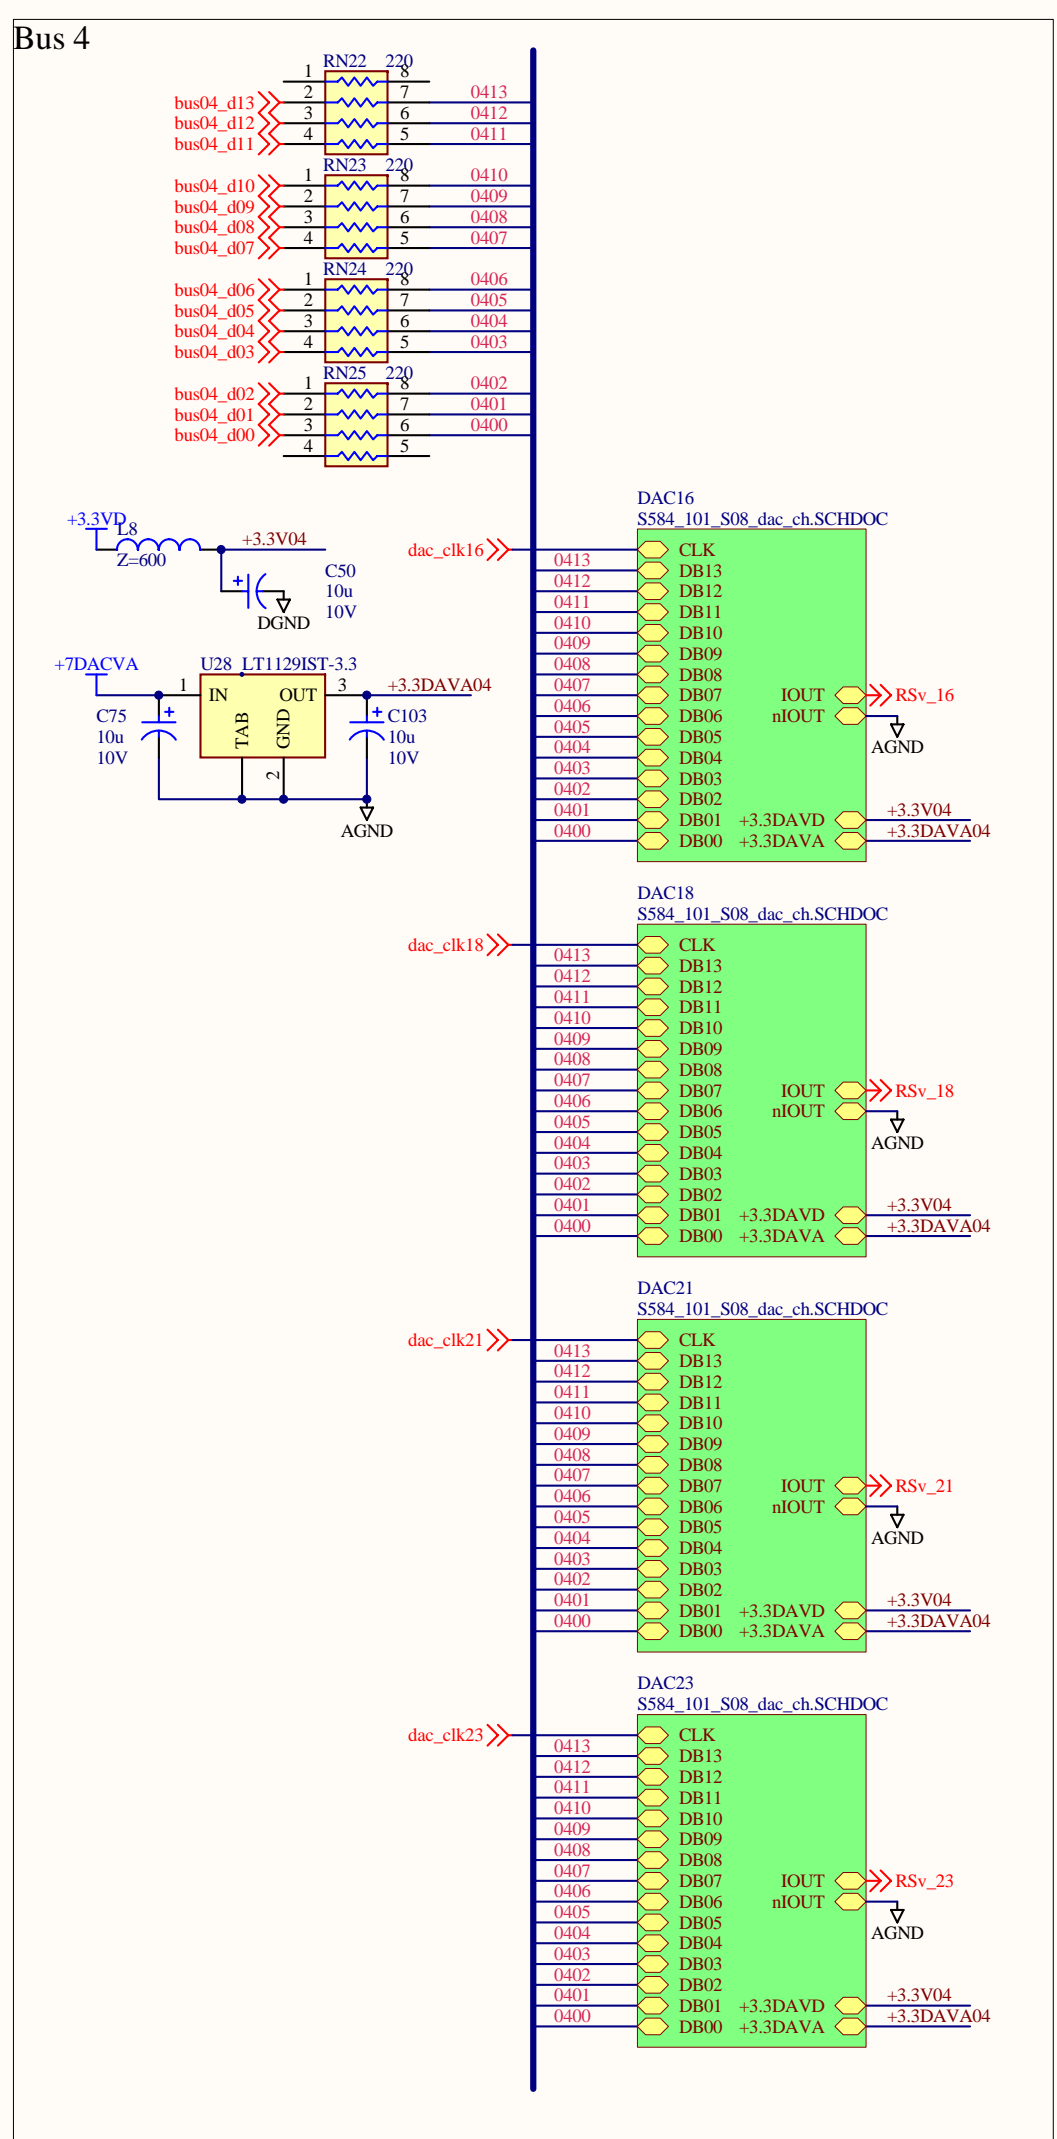 Bus 4
RN22 220
1 8
bus04_d13 2 7 0413
bus04_d12 3 6 0412
bus04_d11 4 5 0411
RN23 220
bus04_d10 1 8 0410
bus04_d09 2 7 0409
bus04_d08 3 6 0408
bus04_d07 4 5 0407
RN24 220
bus04_d06 1 8 0406
bus04_d05 2 7 0405
bus04_d04 3 6 0404
bus04_d03 4 5 0403
RN25 220
bus04_d02 1 8 0402
bus04_d01 2 7 0401
bus04_d00 3 6 0400
4 5
+3.3VD
L8
Z=600
+3.3V04
+
C50
10u
10V
DGND
+7DACVA
U28 LT1129IST-3.3
1 IN OUT 3
+3.3DAVA04
TAB
GND
2
+
C75
10u
10V
+
C103
10u
10V
AGND
DAC16
S584_101_S08_dac_ch.SCHDOC
dac_clk16 CLK
0413 DB13
0412 DB12
0411 DB11
0410 DB10
0409 DB09
0408 DB08
0407 DB07 IOUT RSv_16
0406 DB06 nIOUT
0405 DB05 AGND
0404 DB04
0403 DB03
0402 DB02
0401 DB01 +3.3DAVD +3.3V04
0400 DB00 +3.3DAVA +3.3DAVA04
DAC18
S584_101_S08_dac_ch.SCHDOC
dac_clk18 CLK
0413 DB13
0412 DB12
0411 DB11
0410 DB10
0409 DB09
0408 DB08
0407 DB07 IOUT RSv_18
0406 DB06 nIOUT
0405 DB05 AGND
0404 DB04
0403 DB03
0402 DB02
0401 DB01 +3.3DAVD +3.3V04
0400 DB00 +3.3DAVA +3.3DAVA04
DAC21
S584_101_S08_dac_ch.SCHDOC
dac_clk21 CLK
0413 DB13
0412 DB12
0411 DB11
0410 DB10
0409 DB09
0408 DB08
0407 DB07 IOUT RSv_21
0406 DB06 nIOUT
0405 DB05 AGND
0404 DB04
0403 DB03
0402 DB02
0401 DB01 +3.3DAVD +3.3V04
0400 DB00 +3.3DAVA +3.3DAVA04
DAC23
S584_101_S08_dac_ch.SCHDOC
dac_clk23 CLK
0413 DB13
0412 DB12
0411 DB11
0410 DB10
0409 DB09
0408 DB08
0407 DB07 IOUT RSv_23
0406 DB06 nIOUT
0405 DB05 AGND
0404 DB04
0403 DB03
0402 DB02
0401 DB01 +3.3DAVD +3.3V04
0400 DB00 +3.3DAVA +3.3DAVA04